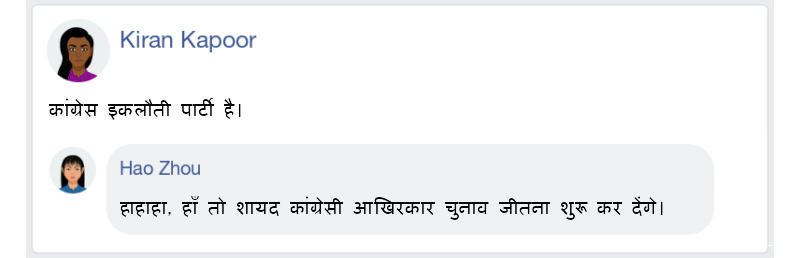 Kiran Kapoor
कांग्रेस इकलौती पार्टी है।
Hao Zhou
हाहाहा, हाँ तो शायद कांग्रेसी आखिरकार चुनाव जीतना शुरू कर देंगे।